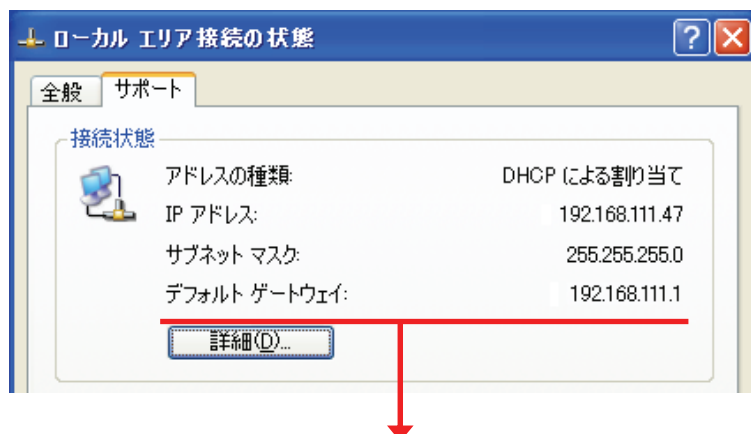 ローカル エリア接続の状態
全般 サポート
接続状態
アドレスの種類: DHCP による割り当て
IP アドレス: 192.168.111.47
サブネット マスク: 255.255.255.0
デフォルト ゲートウェイ: 192.168.111.1
詳細(D)...